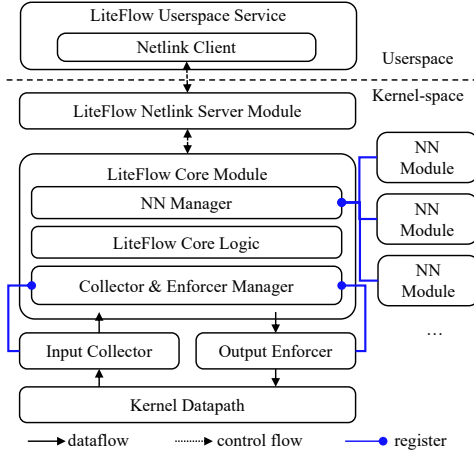 LiteFlow Userspace Service
Netlink Client
Userspace
Kernel-space
LiteFlow Netlink Server Module
LiteFlow Core Module
NN Manager
LiteFlow Core Logic
Collector & Enforcer Manager
NN
Module
NN
Module
NN
Module
…
Input Collector
Output Enforcer
Kernel Datapath
dataflow
control flow
register